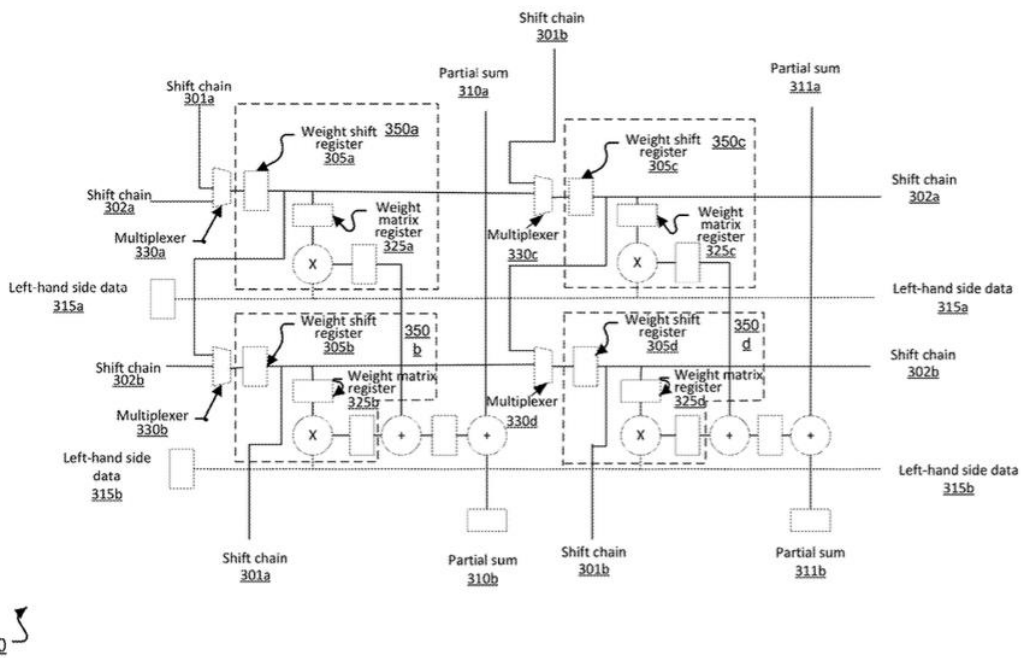 Shift chain
301b
Partial sum
310a
Partial sum
311a
Shift chain
301a
Weight shift
register
305a
350a
Weight shift
register
305c
350c
Shift chain
302a
Shift chain
302a
Weight
matrix
register
325a
Weight
matrix
register
325c
Multiplexer
330a
Multiplexer
330c
X
X
Left-hand side data
315a
Left-hand side data
315a
Weight shift
register
305b
350
b
Weight shift
register
305d
350
d
Shift chain
302b
Shift chain
302b
Weight matrix
register
325b
Weight matrix
register
325d
Multiplexer
330b
Multiplexer
330d
X
+
+
X
+
+
Left-hand side
data
315b
Left-hand side data
315b
Shift chain
301a
Partial sum
310b
Shift chain
301b
Partial sum
311b